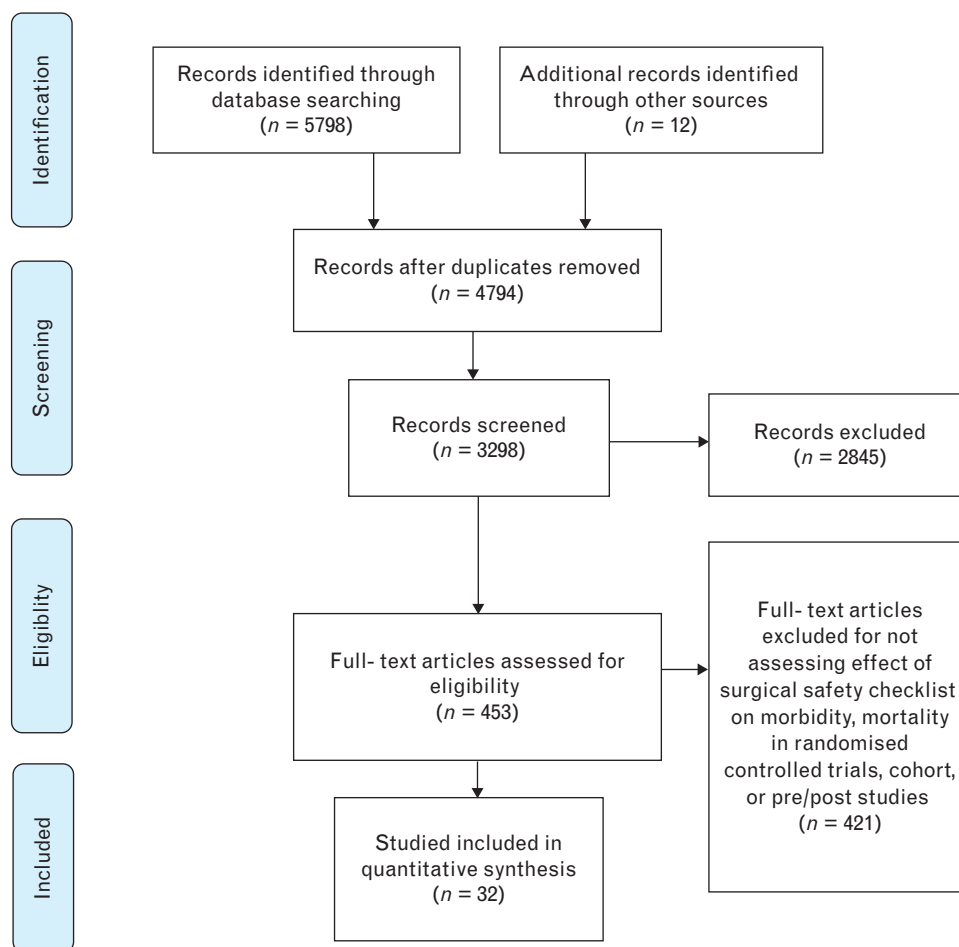 Identification
Records identified through
database searching
(n = 5798)
Additional records identified
through other sources
(n = 12)
Records after duplicates removed
(n = 4794)
Screening
Records screened
(n = 3298)
Records excluded
(n = 2845)
Eligiblity
Full- text articles assessed for
eligibility
(n = 453)
Full- text articles
excluded for not
assessing effect of
surgical safety checklist
on morbidity, mortality
in randomised
controlled trials, cohort,
or pre/post studies
(n = 421)
Included
Studied included in
quantitative synthesis
(n = 32)